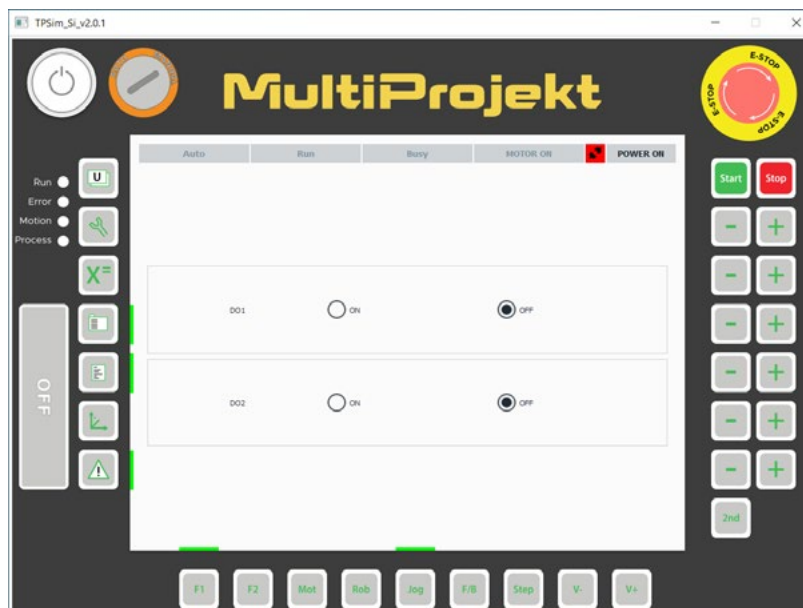 TPSim_Si_v2.0.1
MultiProjekt
E-STOP
E-STOP
E-STOP
Auto Run Busy MOTOR ON POWER ON
Run
Error
Motion
Process
U
X=
Start Stop
DO1 ON OFF
DO2 ON OFF
OFF
2nd
F1 F2 Mot Rob Jog F/B Step V- V+